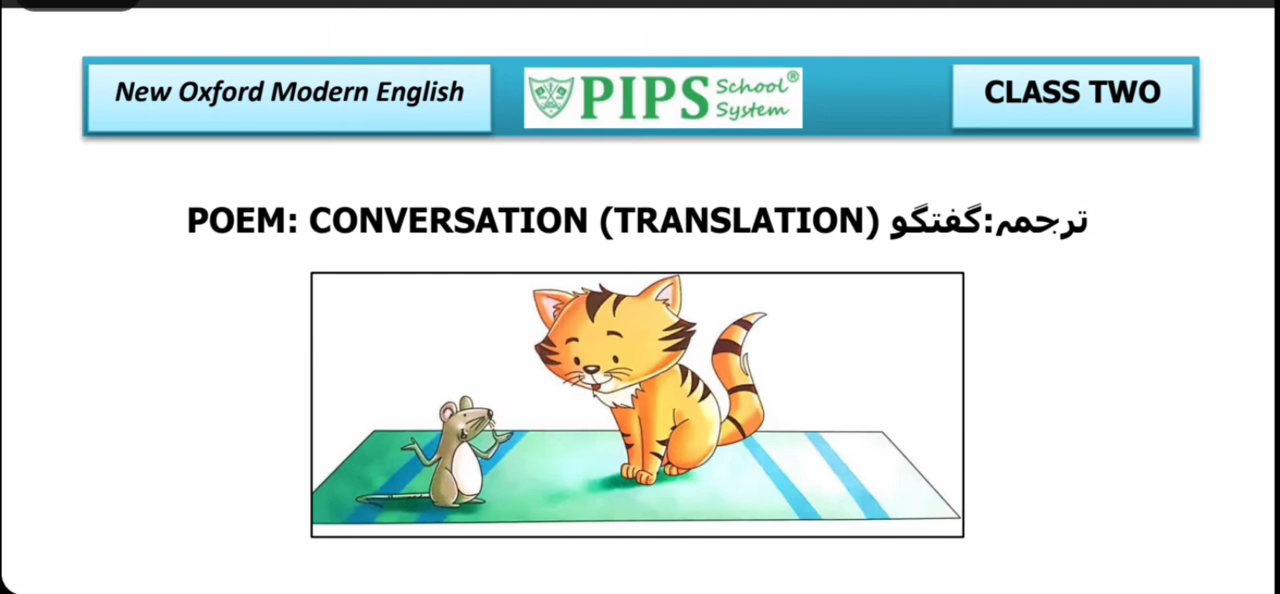 New Oxford Modern English
PIPS School® System
CLASS TWO
POEM: CONVERSATION (TRANSLATION) ترجمہ:گفتگو